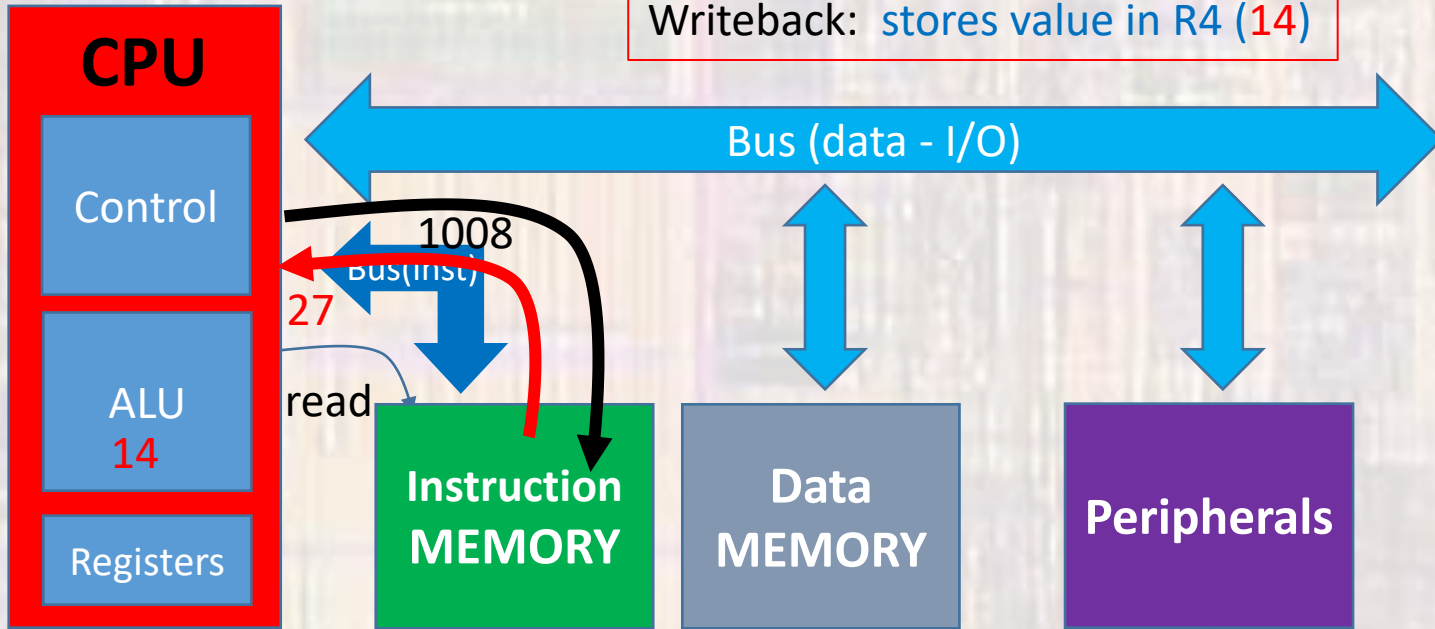 Writeback: stores value in R4 (14)
CPU
Bus (data - I/O)
Control
1008
Bus(inst)
27
read
ALU
14
Instruction
MEMORY
Data
MEMORY
Peripherals
Registers